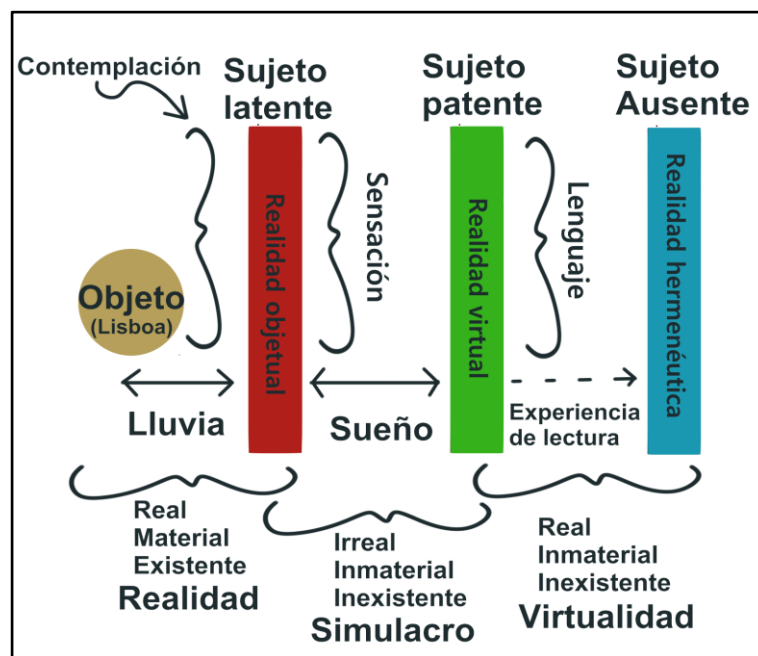 Contemplación
Sujeto
latente
Sujeto
patente
Sujeto
Ausente
Objeto
(Lisboa)
Realidad objetual
Sensación
Realidad virtual
Lenguaje
Realidad hermenéutica
Lluvia
Sueño
Experiencia
de lectura
Real
Material
Existente
Realidad
Irreal
Inmaterial
Inexistente
Simulacro
Real
Inmaterial
Inexistente
Virtualidad